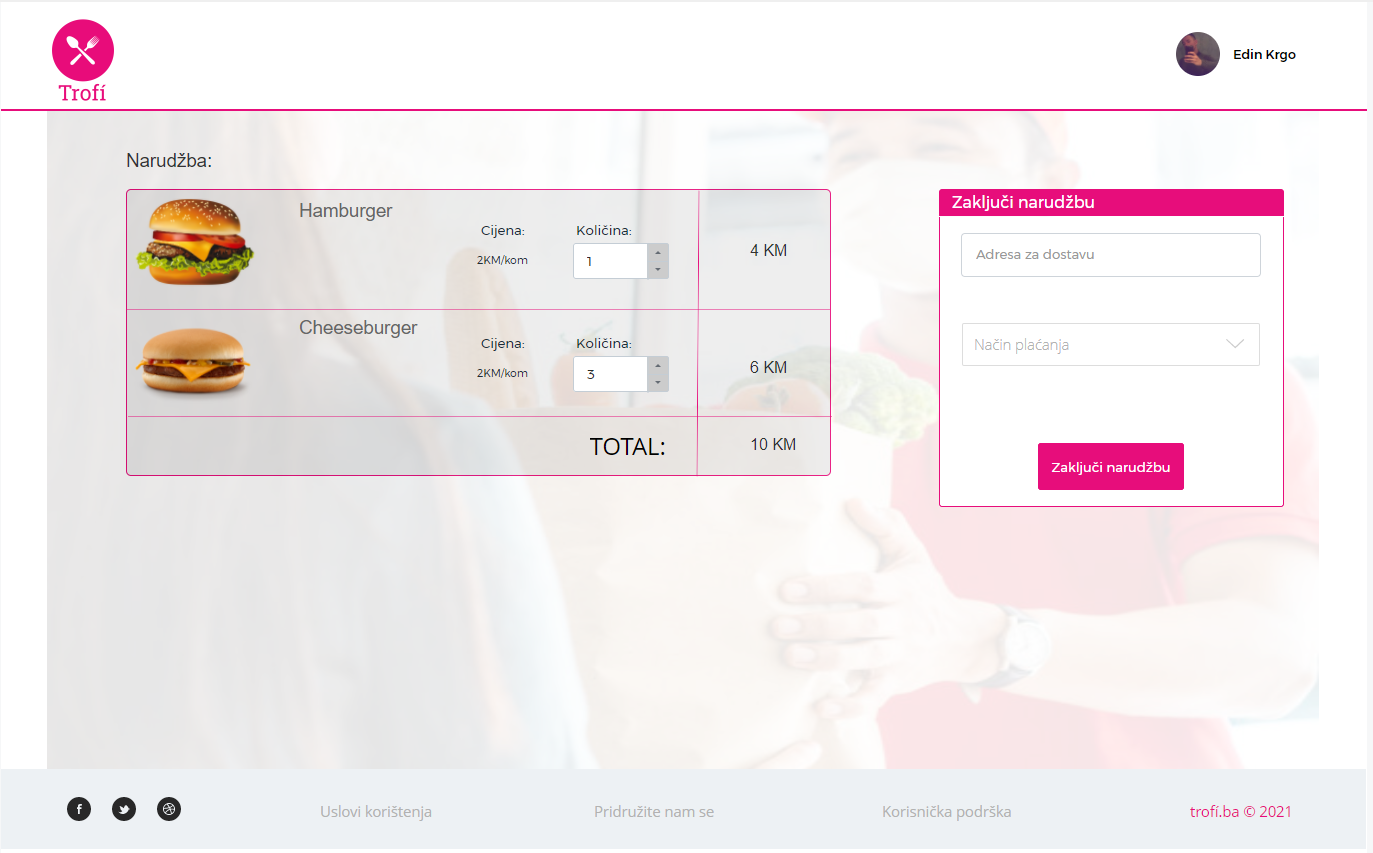 Trofí
Edin Krgo
Narudžba:
Hamburger
Cijena:
Količina:
2KM/kom
1
4 KM
Cheeseburger
Cijena:
Količina:
2KM/kom
3
6 KM
TOTAL:
10 KM
Zaključi narudžbu
Adresa za dostavu
Način plaćanja
Zaključi narudžbu
Uslovi korištenja
Pridružite nam se
Korisnička podrška
trofí.ba © 2021